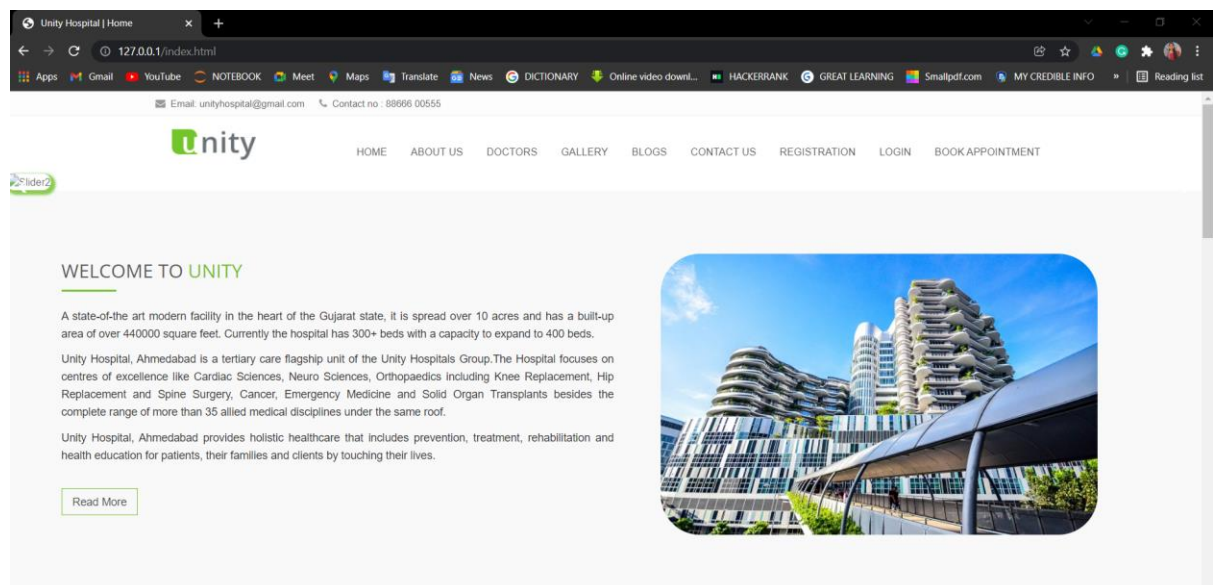 Unity Hospital | Home
127.0.0.1/index.html
Apps Gmail YouTube NOTEBOOK Meet Maps Translate News DICTIONARY Online video downl... HACKERRANK GREAT LEARNING Smallpdf.com MY CREDIBLE INFO » Reading list
Email: unityhospital@gmail.com Contact no : 88666 00555
unity HOME ABOUT US DOCTORS GALLERY BLOGS CONTACT US REGISTRATION LOGIN BOOK APPOINTMENT
Slider2
WELCOME TO UNITY
A state-of-the art modern facility in the heart of the Gujarat state, it is spread over 10 acres and has a built-up
area of over 440000 square feet. Currently the hospital has 300+ beds with a capacity to expand to 400 beds.
Unity Hospital, Ahmedabad is a tertiary care flagship unit of the Unity Hospitals Group.The Hospital focuses on
centres of excellence like Cardiac Sciences, Neuro Sciences, Orthopaedics including Knee Replacement, Hip
Replacement and Spine Surgery, Cancer, Emergency Medicine and Solid Organ Transplants besides the
complete range of more than 35 allied medical disciplines under the same roof.
Unity Hospital, Ahmedabad provides holistic healthcare that includes prevention, treatment, rehabilitation and
health education for patients, their families and clients by touching their lives.
Read More